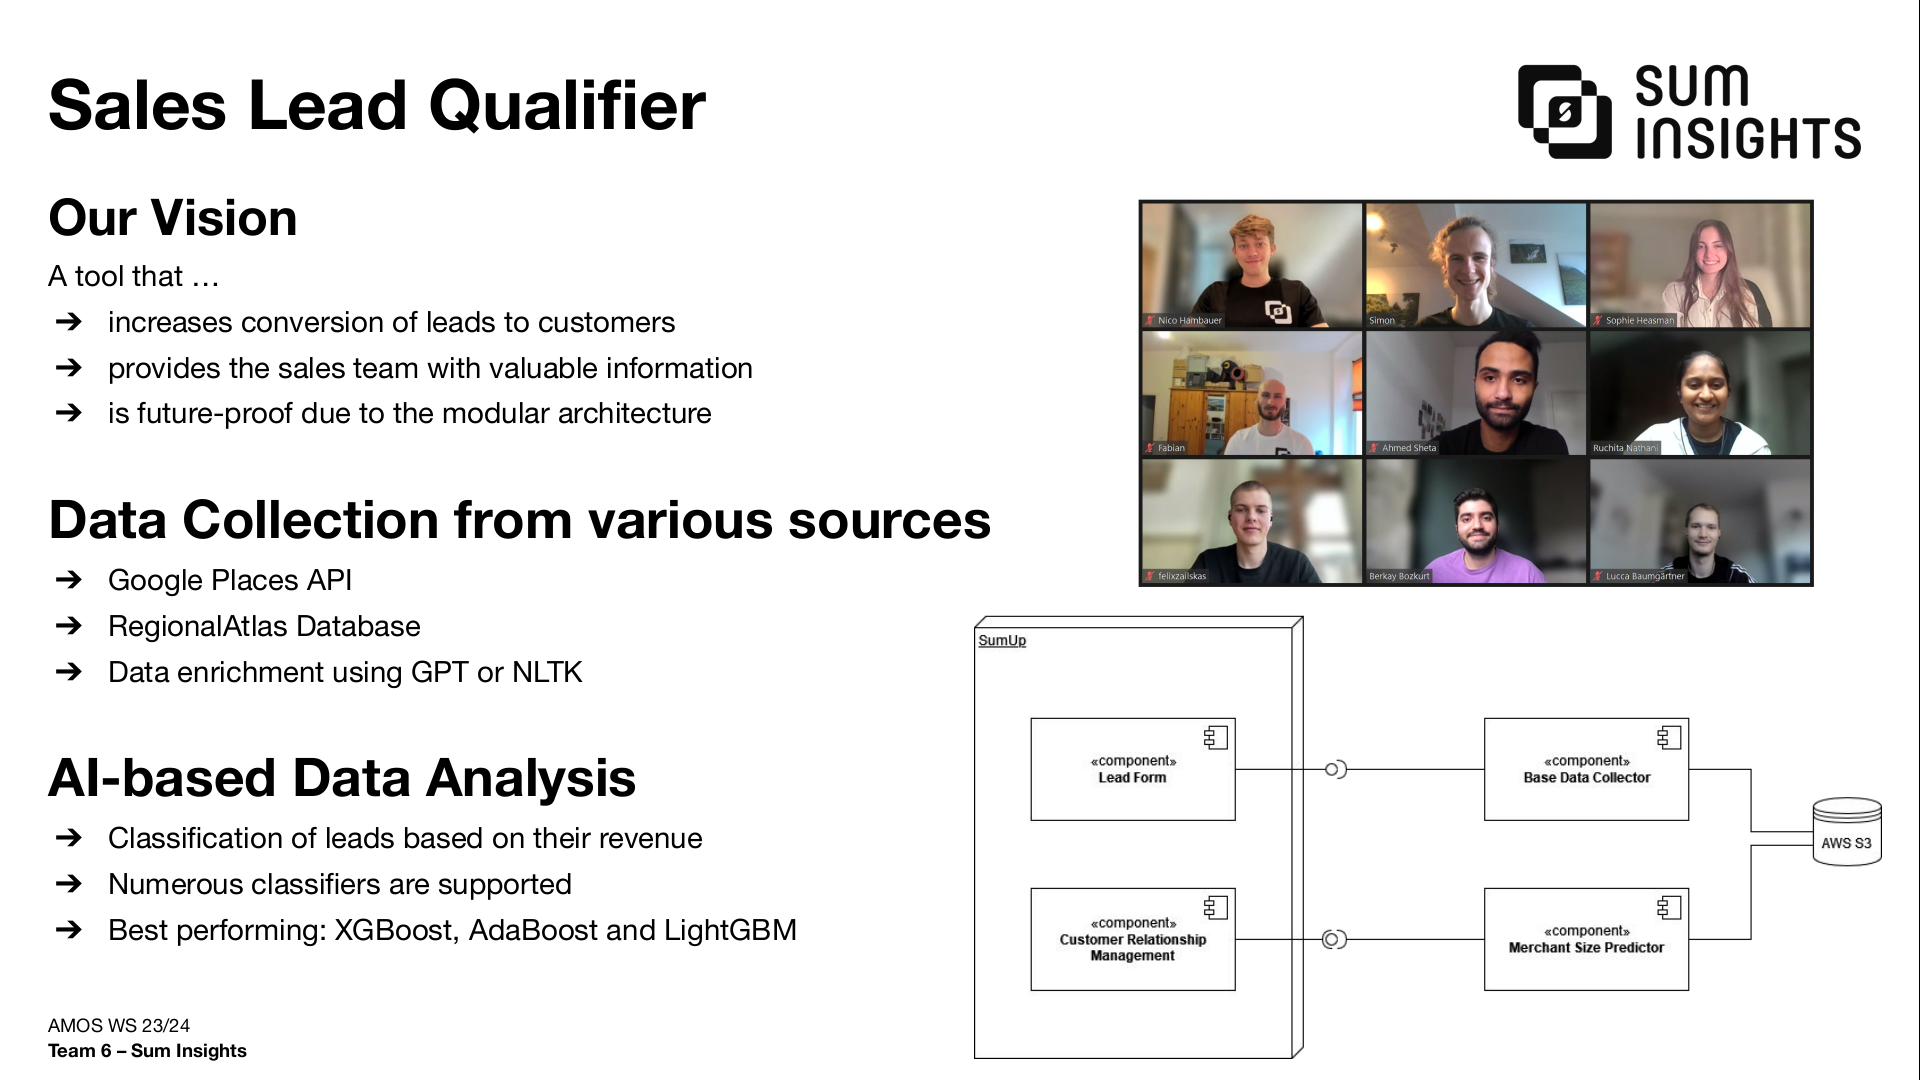 Sales Lead Qualifier
SUM
INSIGHTS
Our Vision
A tool that …
➔ increases conversion of leads to customers
➔ provides the sales team with valuable information
➔ is future-proof due to the modular architecture
Nico Hambauer
Simon
Sophie Heasman
Fabian
Ahmed Sheta
Ruchita Nathani
felixzailskas
Berkay Bozkurt
Lucca Baumgärtner
Data Collection from various sources
➔ Google Places API
➔ RegionalAtlas Database
➔ Data enrichment using GPT or NLTK
AI-based Data Analysis
➔ Classification of leads based on their revenue
➔ Numerous classifiers are supported
➔ Best performing: XGBoost, AdaBoost and LightGBM
SumUp
«component»
Lead Form
«component»
Base Data Collector
AWS S3
«component»
Customer Relationship
Management
«component»
Merchant Size Predictor
AMOS WS 23/24
Team 6 – Sum Insights